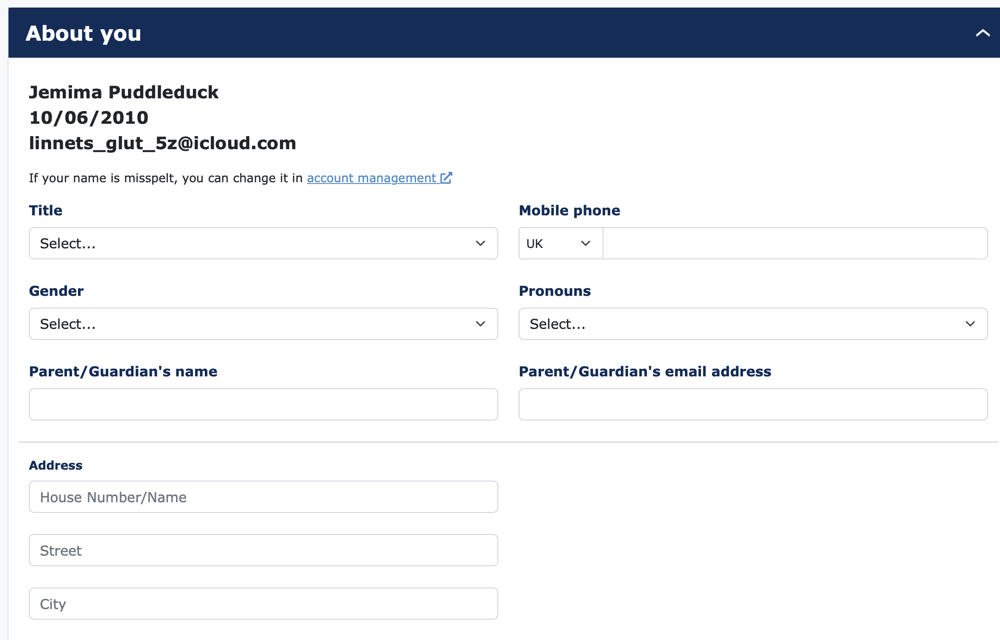 About you
Jemima Puddleduck
10/06/2010
linnets_glut_5z@icloud.com
If your name is misspelt, you can change it in account management
Title
Select...
Mobile phone
UK
Gender
Select...
Pronouns
Select...
Parent/Guardian's name
Parent/Guardian's email address
Address
House Number/Name
Street
City